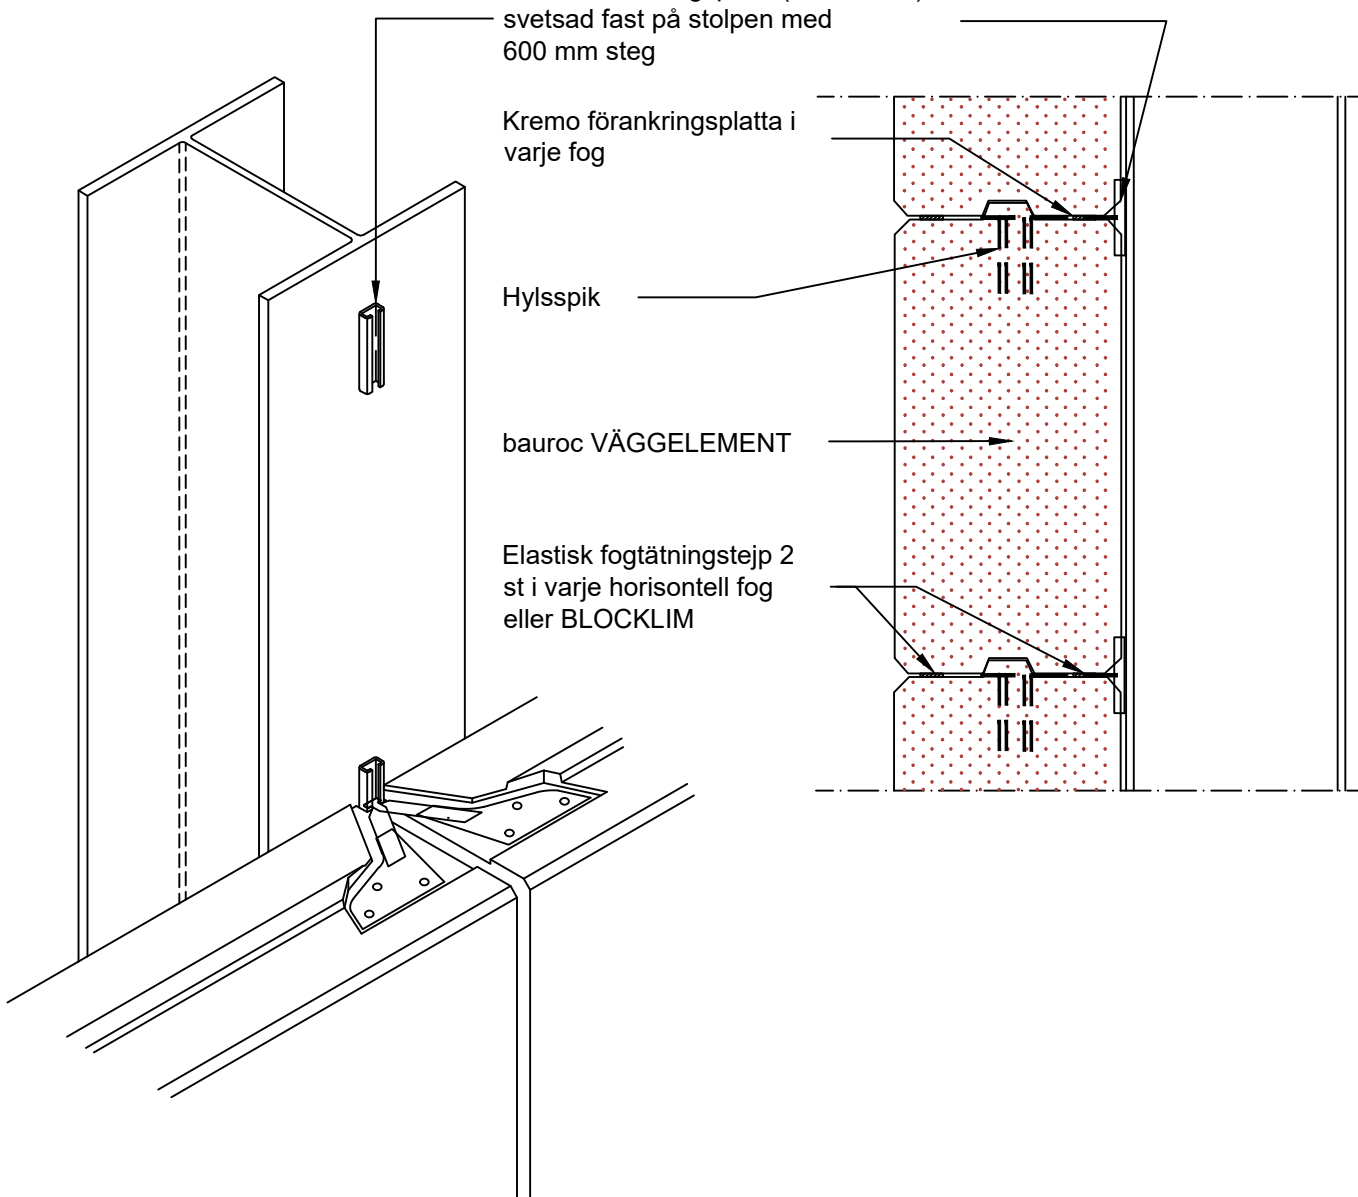 svetsad fast på stolpen med
600 mm steg
Kremo förankringsplatta i
varje fog
Hylsspik
bauroc VÄGGELEMENT
Elastisk fogtätningstejp 2
st i varje horisontell fog
eller BLOCKLIM